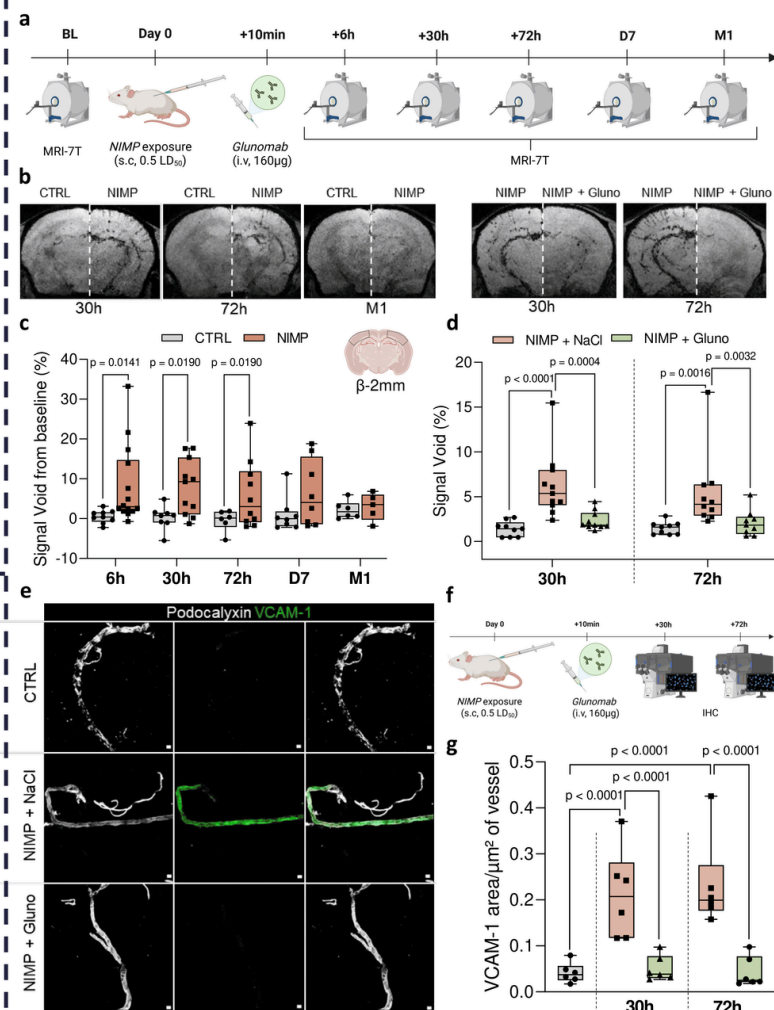 a
BL Day 0 +10min +6h +30h +72h D7 M1
MRI-7T
NIMP exposure
(s.c, 0.5 LD₅₀)
Glunomab
(i.v, 160µg)
MRI-7T
b
CTRL NIMP CTRL NIMP CTRL NIMP NIMP NIMP + Gluno NIMP NIMP + Gluno
30h 72h M1 30h 72h
c
CTRL NIMP
β-2mm
Signal Void from baseline (%)
40
30
20
10
0
-10
p = 0.0141 p = 0.0190 p = 0.0190
6h 30h 72h D7 M1
d
NIMP + NaCl NIMP + Gluno
Signal Void (%)
20
15
10
5
0
p < 0.0001 p = 0.0004 p = 0.0016 p = 0.0032
30h 72h
e
Podocalyxin VCAM-1
CTRL
NIMP + NaCl
NIMP + Gluno
f
Day 0 +10min +30h +72h
NIMP exposure
(s.c, 0.5 LD₅₀)
Glunomab
(i.v, 160µg)
IHC
g
VCAM-1 area/µm² of vessel
0.5
0.4
0.3
0.2
0.1
0.0
p < 0.0001 p < 0.0001
p < 0.0001
p < 0.0001
30h 72h